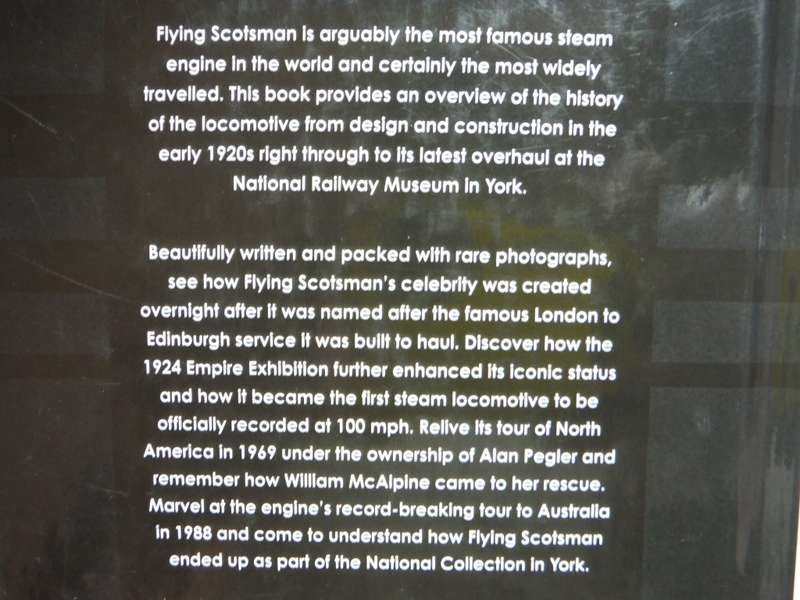 Flying Scotsman is arguably the most famous steam
engine in the world and certainly the most widely
travelled. This book provides an overview of the history
of the locomotive from design and construction in the
early 1920s right through to its latest overhaul at the
National Railway Museum in York.
Beautifully written and packed with rare photographs,
see how Flying Scotsman's celebrity was created
overnight after it was named after the famous London to
Edinburgh service it was built to haul. Discover how the
1924 Empire Exhibition further enhanced its iconic status
and how it became the first steam locomotive to be
officially recorded at 100 mph. Relive its tour of North
America in 1969 under the ownership of Alan Pegler and
remember how William McAlpine came to her rescue.
Marvel at the engine's record-breaking tour to Australia
in 1988 and come to understand how Flying Scotsman
ended up as part of the National Collection in York.